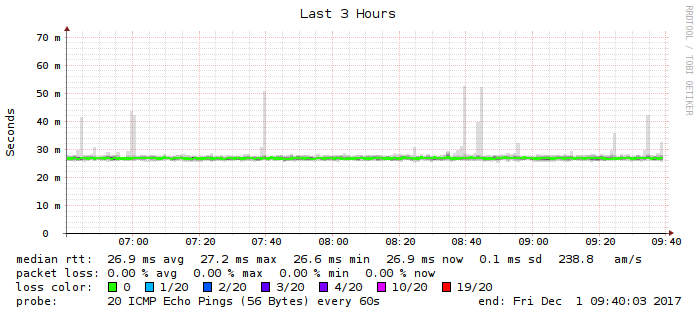 Last 3 Hours
RRDTOOL / TOBI OETIKER
Seconds
70 m
60 m
50 m
40 m
30 m
20 m
10 m
0
07:00 07:20 07:40 08:00 08:20 08:40 09:00 09:20 09:40
median rtt: 26.9 ms avg 27.2 ms max 26.6 ms min 26.9 ms now 0.1 ms sd 238.8 am/s
packet loss: 0.00 % avg 0.00 % max 0.00 % min 0.00 % now
loss color: 0 1/20 2/20 3/20 4/20 10/20 19/20
probe: 20 ICMP Echo Pings (56 Bytes) every 60s end: Fri Dec 1 09:40:03 2017